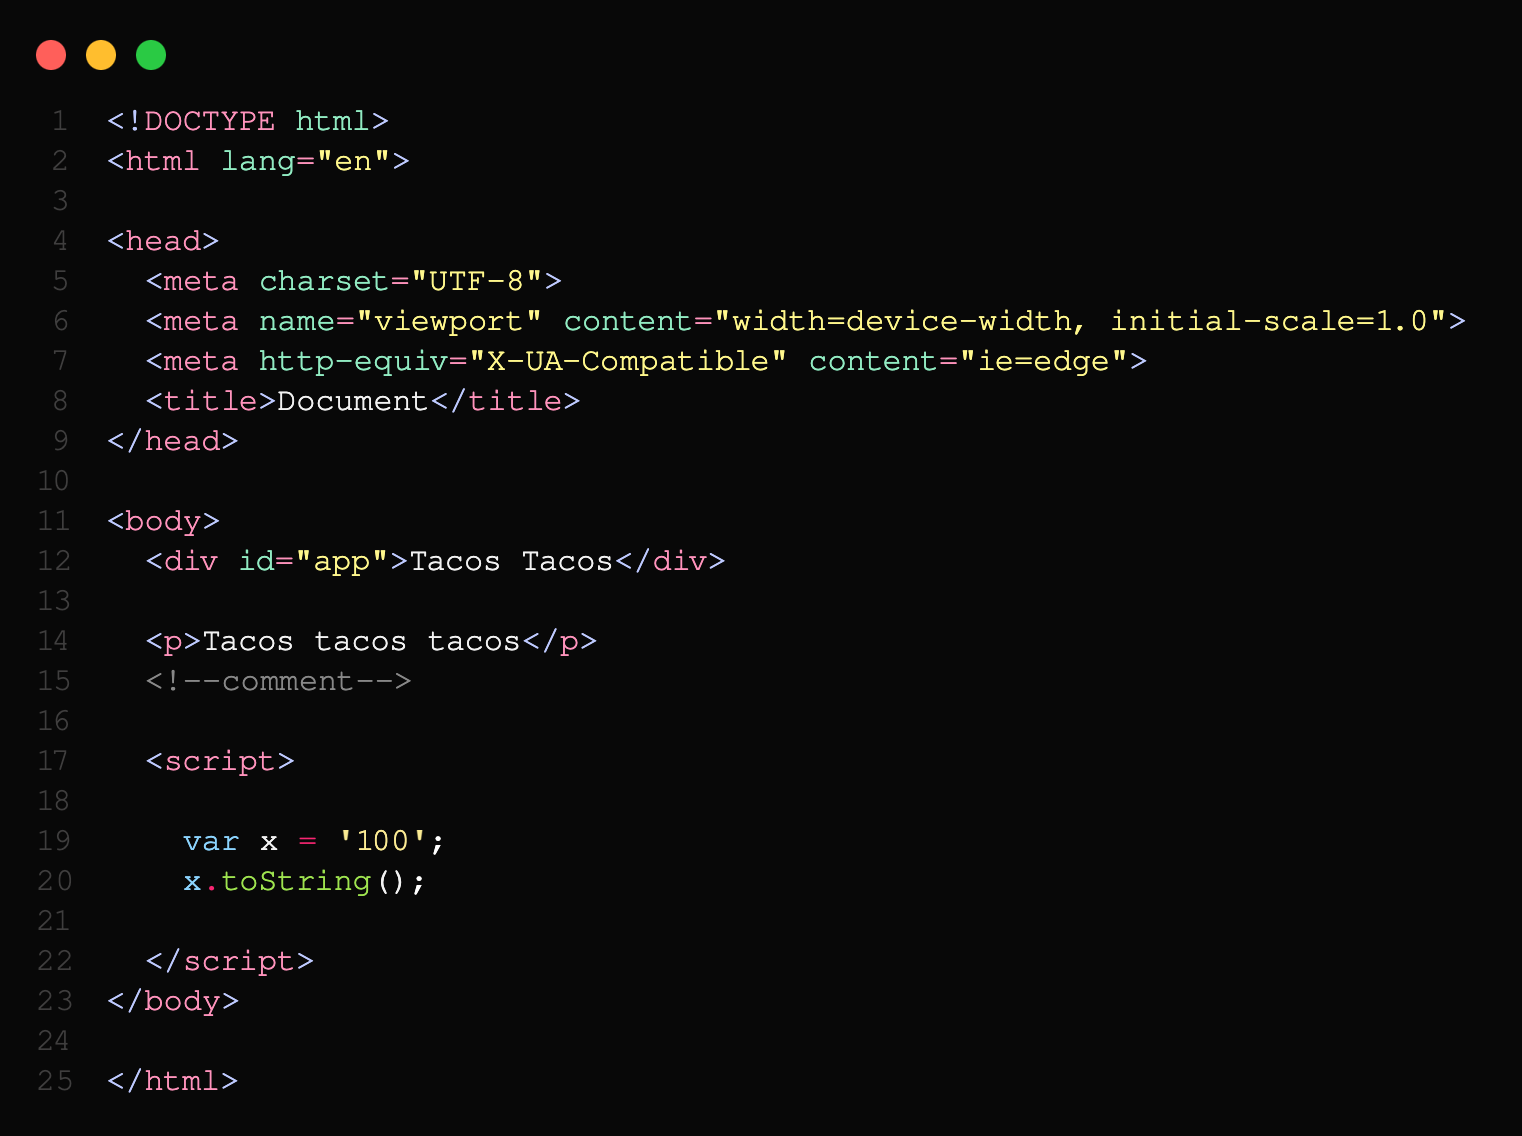 1 <!DOCTYPE html>
2 <html lang="en">
3
4 <head>
5   <meta charset="UTF-8">
6   <meta name="viewport" content="width=device-width, initial-scale=1.0">
7   <meta http-equiv="X-UA-Compatible" content="ie=edge">
8   <title>Document</title>
9 </head>
10
11 <body>
12   <div id="app">Tacos Tacos</div>
13
14   <p>Tacos tacos tacos</p>
15   <!--comment-->
16
17   <script>
18
19     var x = '100';
20     x.toString();
21
22   </script>
23 </body>
24
25 </html>